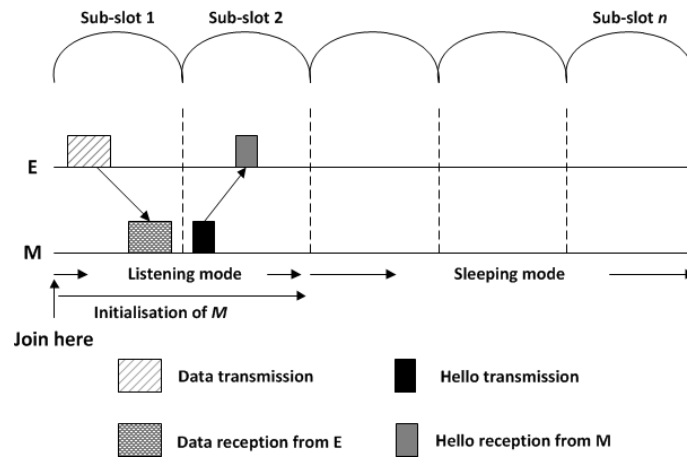 Sub-slot 1
Sub-slot 2
Sub-slot n
E
M
Listening mode
Sleeping mode
Initialisation of M
Join here
Data transmission
Hello transmission
Data reception from E
Hello reception from M